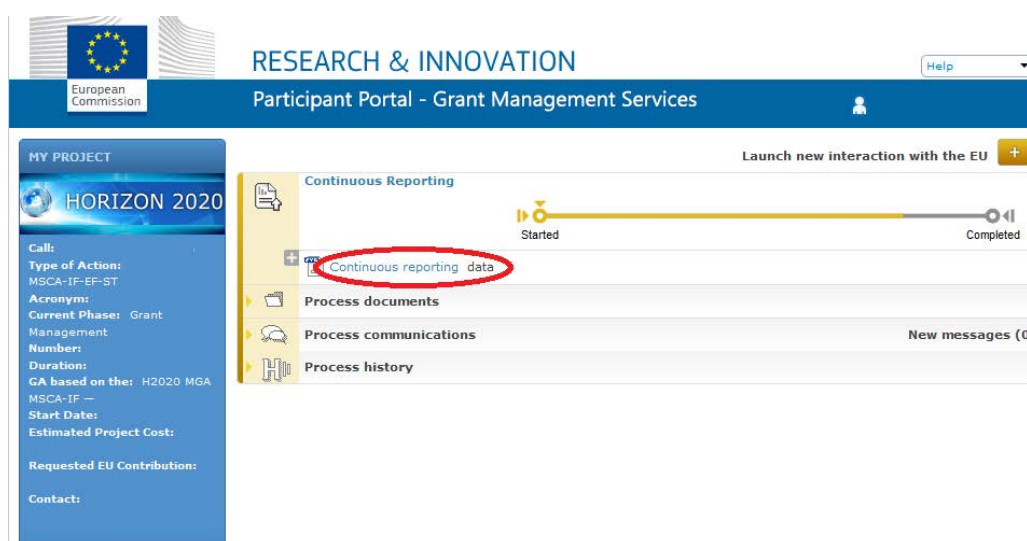 European
Commission
RESEARCH & INNOVATION
Help
Participant Portal - Grant Management Services
MY PROJECT
HORIZON 2020
Call:
Type of Action:
MSCA-IF-EF-ST
Acronym:
Current Phase: Grant
Management
Number:
Duration:
GA based on the: H2020 MGA
MSCA-IF —
Start Date:
Estimated Project Cost:
Requested EU Contribution:
Contact:
Launch new interaction with the EU +
Continuous Reporting
Started
Completed
Continuous reporting data
Process documents
Process communications
New messages (0
Process history